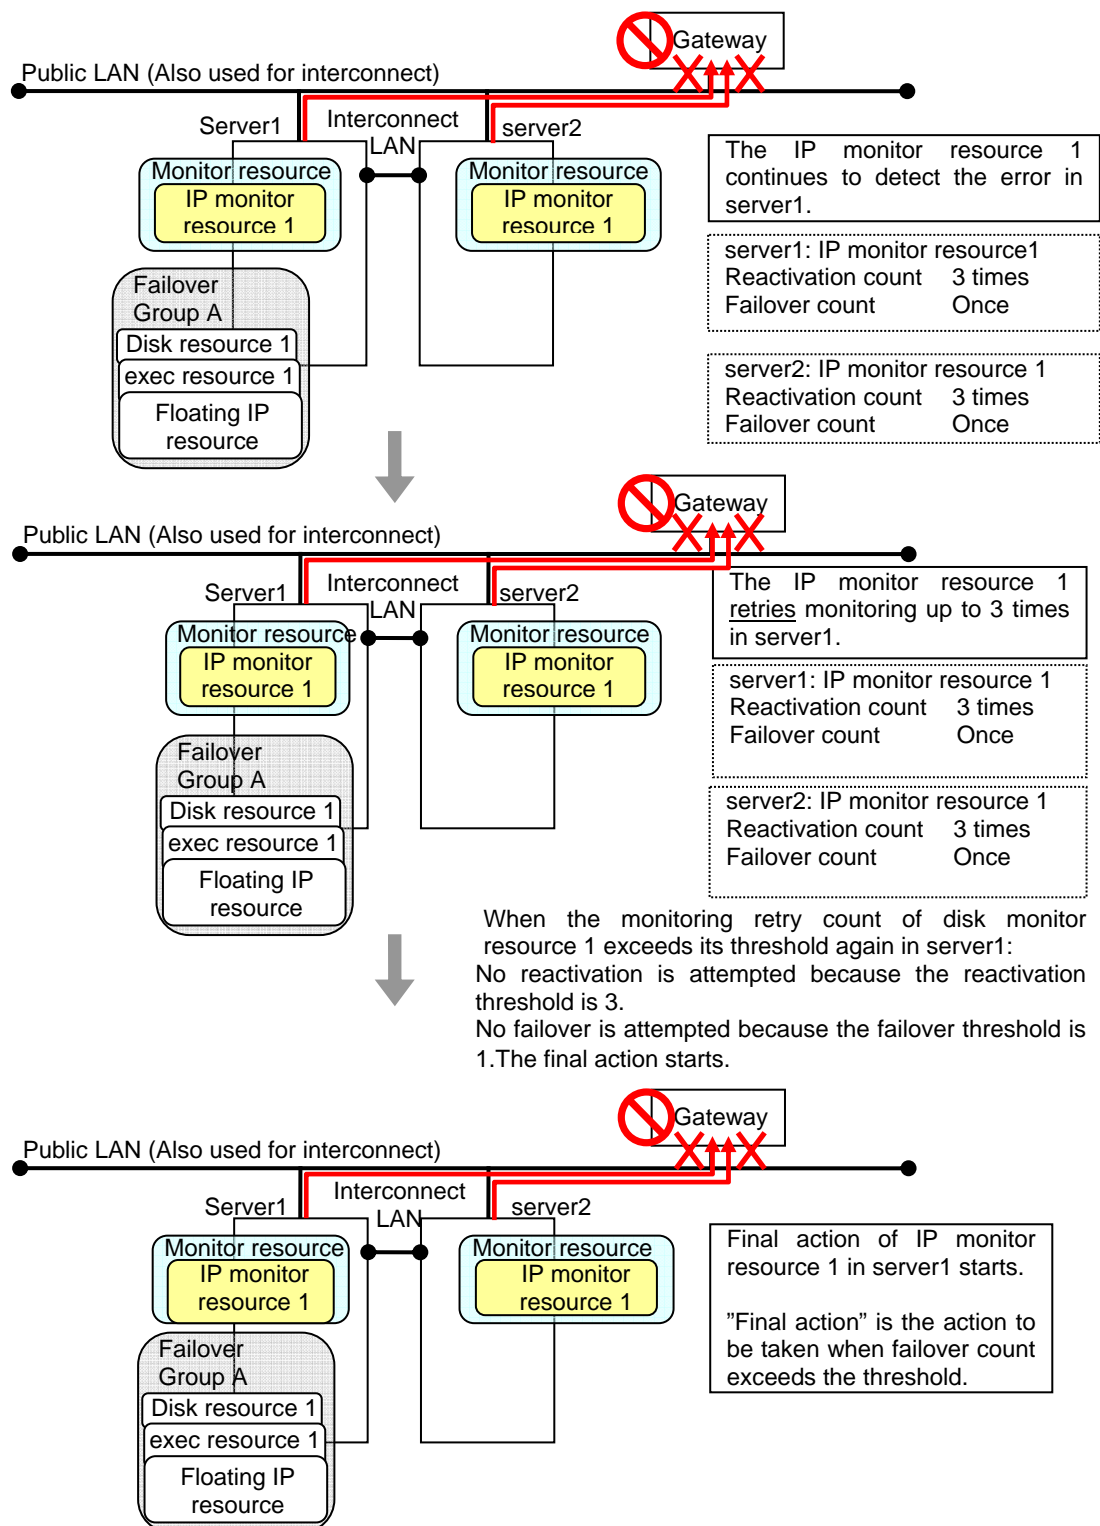 Gateway
Public LAN (Also used for interconnect)
Server1
Interconnect
LAN
server2
Monitor resource
IP monitor
resource 1
Monitor resource
IP monitor
resource 1
Failover
Group A
Disk resource 1
exec resource 1
Floating IP
resource
The IP monitor resource 1
continues to detect the error in
server1.
server1: IP monitor resource1
Reactivation count 3 times
Failover count Once
server2: IP monitor resource 1
Reactivation count 3 times
Failover count Once
Gateway
Public LAN (Also used for interconnect)
Server1
Interconnect
LAN
server2
Monitor resource
IP monitor
resource 1
Monitor resource
IP monitor
resource 1
Failover
Group A
Disk resource 1
exec resource 1
Floating IP
resource
The IP monitor resource 1
retries monitoring up to 3 times
in server1.
server1: IP monitor resource 1
Reactivation count 3 times
Failover count Once
server2: IP monitor resource 1
Reactivation count 3 times
Failover count Once
When the monitoring retry count of disk monitor
resource 1 exceeds its threshold again in server1:
No reactivation is attempted because the reactivation
threshold is 3.
No failover is attempted because the failover threshold is
1.The final action starts.
Gateway
Public LAN (Also used for interconnect)
Server1
Interconnect
LAN
server2
Monitor resource
IP monitor
resource 1
Monitor resource
IP monitor
resource 1
Failover
Group A
Disk resource 1
exec resource 1
Floating IP
resource
Final action of IP monitor
resource 1 in server1 starts.
”Final action” is the action to
be taken when failover count
exceeds the threshold.